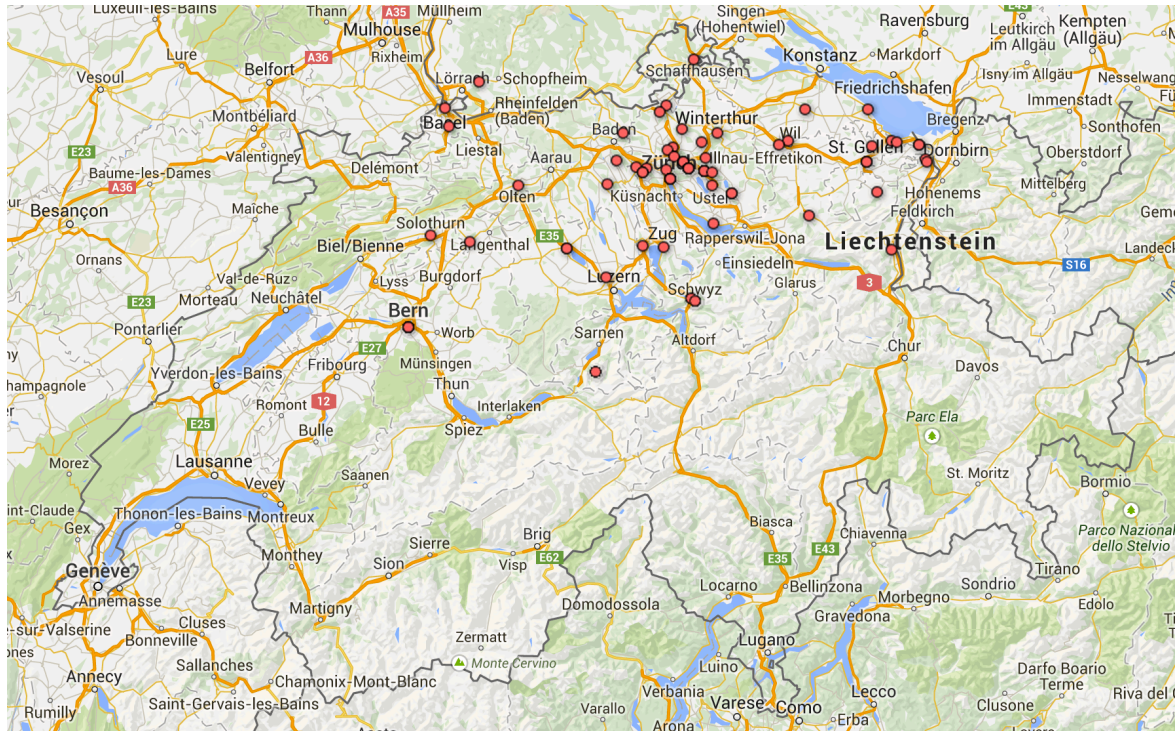 Luxeuil-les-Bains
Thann
A35
Müllheim
Singen
(Hohentwiel)
Ravensburg
E43
Leutkirch
im Allgäu
Kempten
(Allgäu)
Mulhouse
Rixheim
Lure
A36
Belfort
Vesoul
Lörrach
Schopfheim
Schaffhausen
Konstanz
Markdorf
Isny im Allgäu
Nesselwang
Friedrichshafen
Immenstadt
Montbéliard
Basel
Rheinfelden
(Baden)
Winterthur
Bregenz
Sonthofen
Baden
Wil
E23
Valentigney
Liestal
Aarau
Zürich
Illnau-Effretikon
St. Gallen
Dornbirn
Oberstdorf
Baume-les-Dames
A36
Delémont
Mittelberg
Besançon
Maîche
Olten
Küsnacht
Uster
Hohenems
Feldkirch
Solothurn
Langenthal
E35
Zug
Rapperswil-Jona
Liechtenstein
Biel/Bienne
Ornans
Landeck
S16
Val-de-Ruz
Lyss
Burgdorf
Luzern
Einsiedeln
Glarus
3
Morteau
Neuchâtel
Schwyz
E23
Bern
Worb
Sarnen
Altdorf
Pontarlier
E27
Münsingen
Chur
Fribourg
Davos
Yverdon-les-Bains
Thun
Romont
12
Interlaken
Parc Ela
E25
Bulle
Spiez
Morez
Lausanne
Vevey
Saanen
St. Moritz
Bormio
Thonon-les-Bains
Montreux
Gex
Biasca
Chiavenna
Parco Nazional
dello Stelvio
Monthey
Sierre
Brig
E62
E35
E43
Genève
Annemasse
Sion
Visp
Tirano
Locarno
Bellinzona
Sondrio
Morbegno
Gravedona
Edolo
Martigny
Domodossola
Cluses
Bonneville
Zermatt
Lugano
Sallanches
Monte Cervino
Luino
Annecy
Chamonix-Mont-Blanc
Verbania
Lecco
Darfo Boario
Terme
Rumilly
Saint-Gervais-les-Bains
Varallo
Varese
Como
Clusone
Erba
Arona